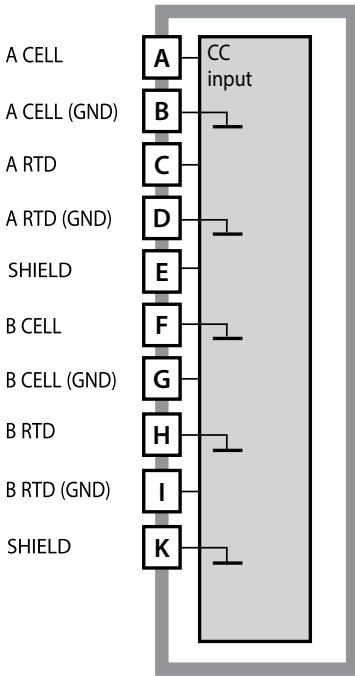 A CELL A CC
input
A CELL (GND) B
A RTD C
A RTD (GND) D
SHIELD E
B CELL F
B CELL (GND) G
B RTD H
B RTD (GND) I
SHIELD K